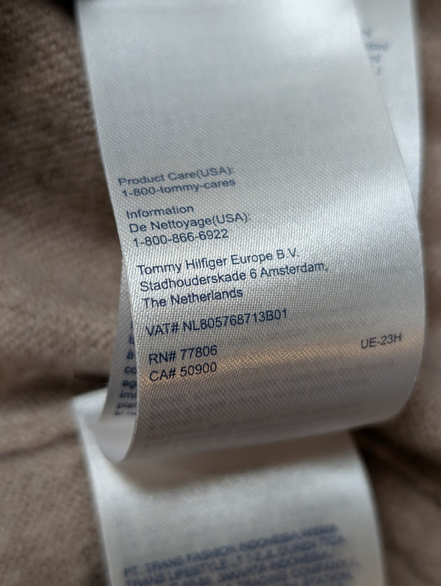 Product Care(USA):
1-800-tommy-cares
Information
De Nettoyage(USA):
1-800-866-6922
Tommy Hilfiger Europe B.V.
Stadhouderskade 6 Amsterdam,
The Netherlands
VAT# NL805768713B01
RN# 77806
CA# 50900
UE-23H